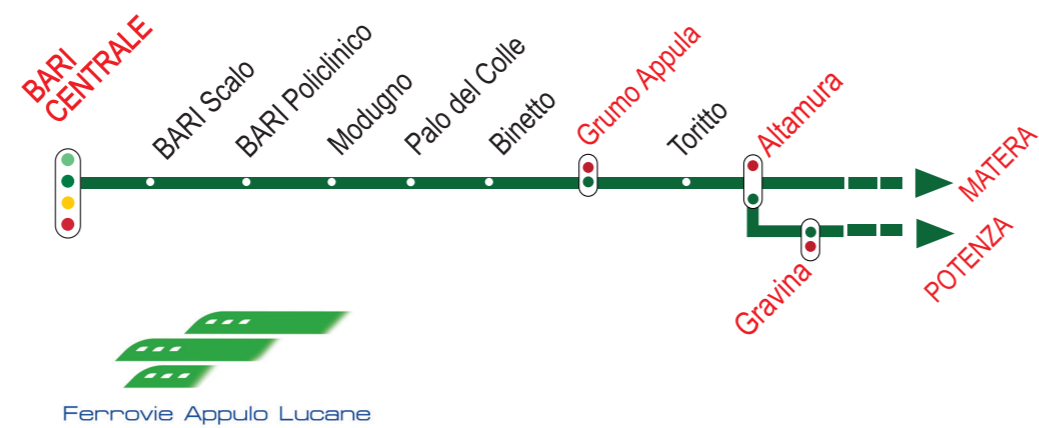 BARI
CENTRALE
BARI Scalo
BARI Policlinico
Modugno
Palo del Colle
Binetto
Grumo Appula
Toritto
Altamura
MATERA
Gravina
POTENZA
Ferrovie Appulo Lucane